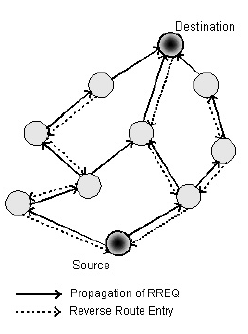 Destination
Source
Propagation of RREQ
Reverse Route Entry